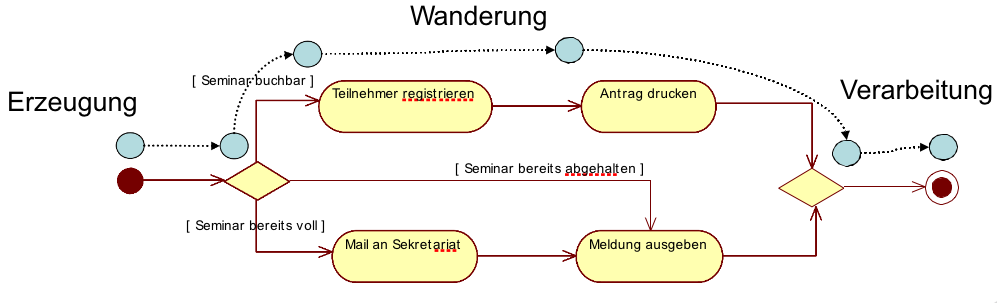 Wanderung
[ Seminar buchbar ]
Erzeugung
Teilnehmer registrieren
Antrag drucken
Verarbeitung
[ Seminar bereits abgehalten ]
[ Seminar bereits voll ]
Mail an Sekretariat
Meldung ausgeben